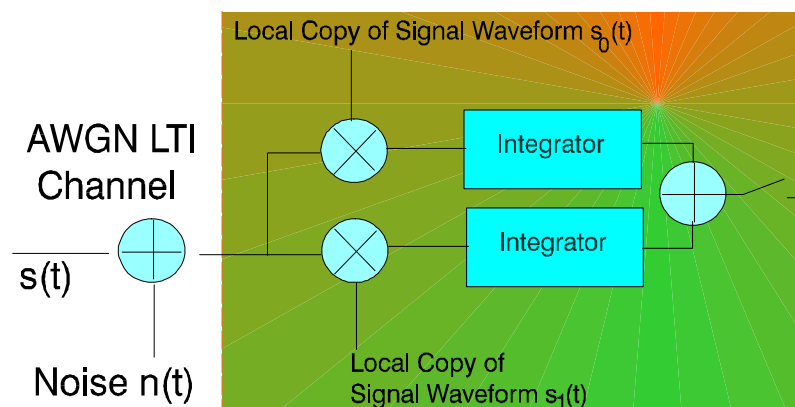 Local Copy of Signal Waveform s0(t)
AWGN LTI
Channel
Integrator
Integrator
s(t)
Noise n(t)
Local Copy of
Signal Waveform s1(t)